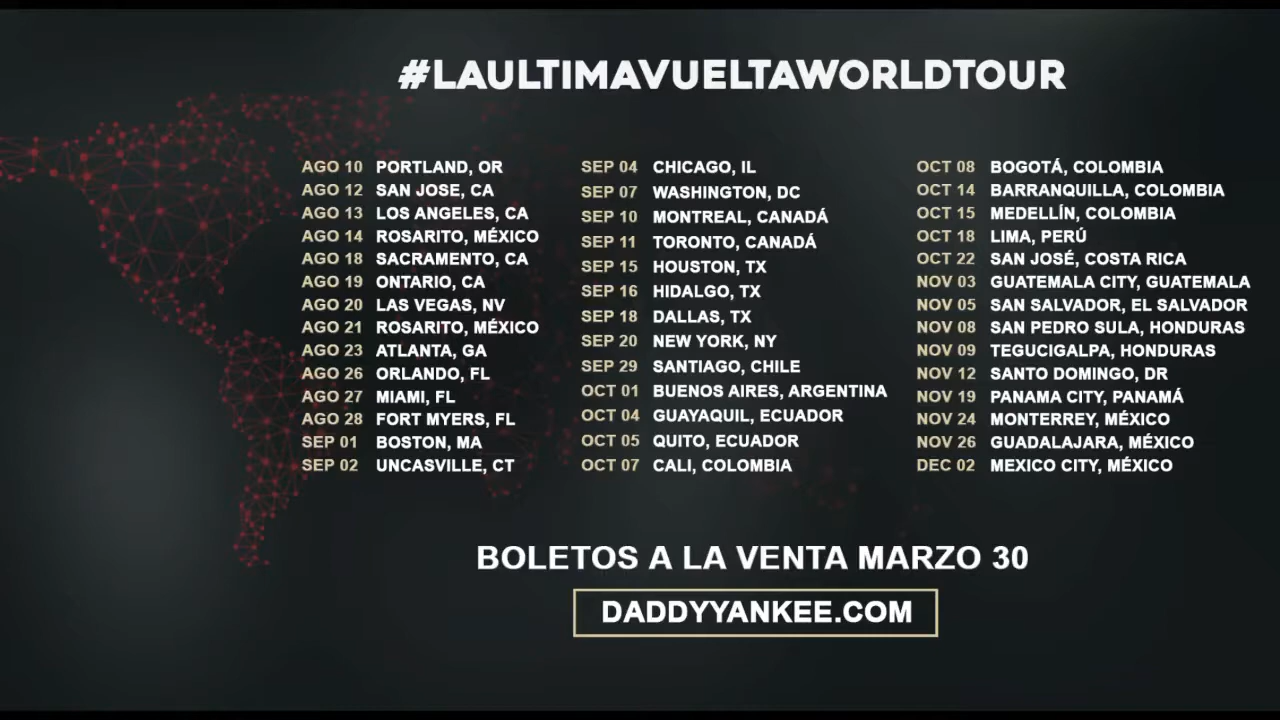 #LAULTIMAVUELTAWORLDTOUR
AGO 10 PORTLAND, OR
AGO 12 SAN JOSE, CA
AGO 13 LOS ANGELES, CA
AGO 14 ROSARITO, MÉXICO
AGO 18 SACRAMENTO, CA
AGO 19 ONTARIO, CA
AGO 20 LAS VEGAS, NV
AGO 21 ROSARITO, MÉXICO
AGO 23 ATLANTA, GA
AGO 26 ORLANDO, FL
AGO 27 MIAMI, FL
AGO 28 FORT MYERS, FL
SEP 01 BOSTON, MA
SEP 02 UNCASVILLE, CT
SEP 04 CHICAGO, IL
SEP 07 WASHINGTON, DC
SEP 10 MONTREAL, CANADÁ
SEP 11 TORONTO, CANADÁ
SEP 15 HOUSTON, TX
SEP 16 HIDALGO, TX
SEP 18 DALLAS, TX
SEP 20 NEW YORK, NY
SEP 29 SANTIAGO, CHILE
OCT 01 BUENOS AIRES, ARGENTINA
OCT 04 GUAYAQUIL, ECUADOR
OCT 05 QUITO, ECUADOR
OCT 07 CALI, COLOMBIA
OCT 08 BOGOTÁ, COLOMBIA
OCT 14 BARRANQUILLA, COLOMBIA
OCT 15 MEDELLÍN, COLOMBIA
OCT 18 LIMA, PERÚ
OCT 22 SAN JOSÉ, COSTA RICA
NOV 03 GUATEMALA CITY, GUATEMALA
NOV 05 SAN SALVADOR, EL SALVADOR
NOV 08 SAN PEDRO SULA, HONDURAS
NOV 09 TEGUCIGALPA, HONDURAS
NOV 12 SANTO DOMINGO, DR
NOV 19 PANAMA CITY, PANAMÁ
NOV 24 MONTERREY, MÉXICO
NOV 26 GUADALAJARA, MÉXICO
DEC 02 MEXICO CITY, MÉXICO
BOLETOS A LA VENTA MARZO 30
DADDYYANKEE.COM